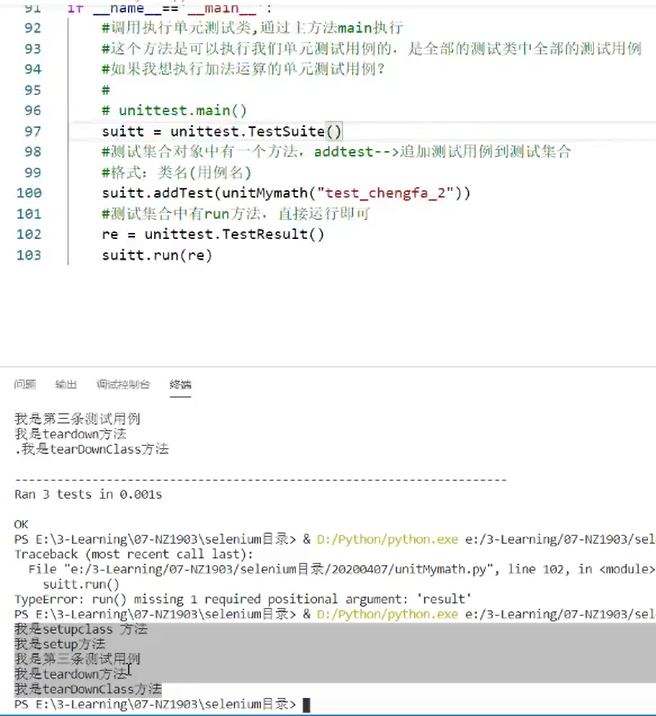 91 if __name__=='__main__':
92 #调用执行单元测试类,通过主方法main执行
93 #这个方法是可以执行我们单元测试用例的，是全部的测试类中全部的测试用例
94 #如果我想执行加法运算的单元测试用例？
95 #
96 # unittest.main()
97 suitt = unittest.TestSuite()
98 #测试集合对象中有一个方法，addtest-->追加测试用例到测试集合
99 #格式：类名(用例名)
100 suitt.addTest(unitMymath("test_chengfa_2"))
101 #测试集合中有run方法，直接运行即可
102 re = unittest.TestResult()
103 suitt.run(re)
问题 输出 调试控制台 终端
我是第三条测试用例
我是teardown方法
.我是tearDownClass方法
----------------------------------------------------------------------
Ran 3 tests in 0.001s
OK
PS E:\3-Learning\07-NZ1903\selenium目录> & D:/Python/python.exe e:/3-Learning/07-NZ1903/sel
Traceback (most recent call last):
File "e:/3-Learning/07-NZ1903/selenium目录/20200407/unitMymath.py", line 102, in <module>
suitt.run()
TypeError: run() missing 1 required positional argument: 'result'
PS E:\3-Learning\07-NZ1903\selenium目录> & D:/Python/python.exe e:/3-Learning/07-NZ1903/sel
我是setupclass 方法
我是setup方法
我是第三条测试用例
我是teardown方法
我是tearDownClass方法
PS E:\3-Learning\07-NZ1903\selenium目录>